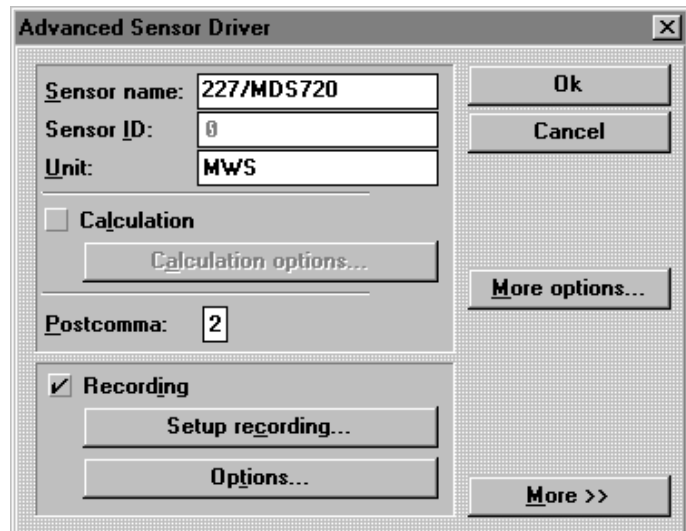 Advanced Sensor Driver
Sensor name: 227/MDS720
Sensor ID: 0
Unit: MWS
Calculation
Calculation options...
Postcomma: 2
Recording
Setup recording...
Options...
Ok
Cancel
More options...
More >>